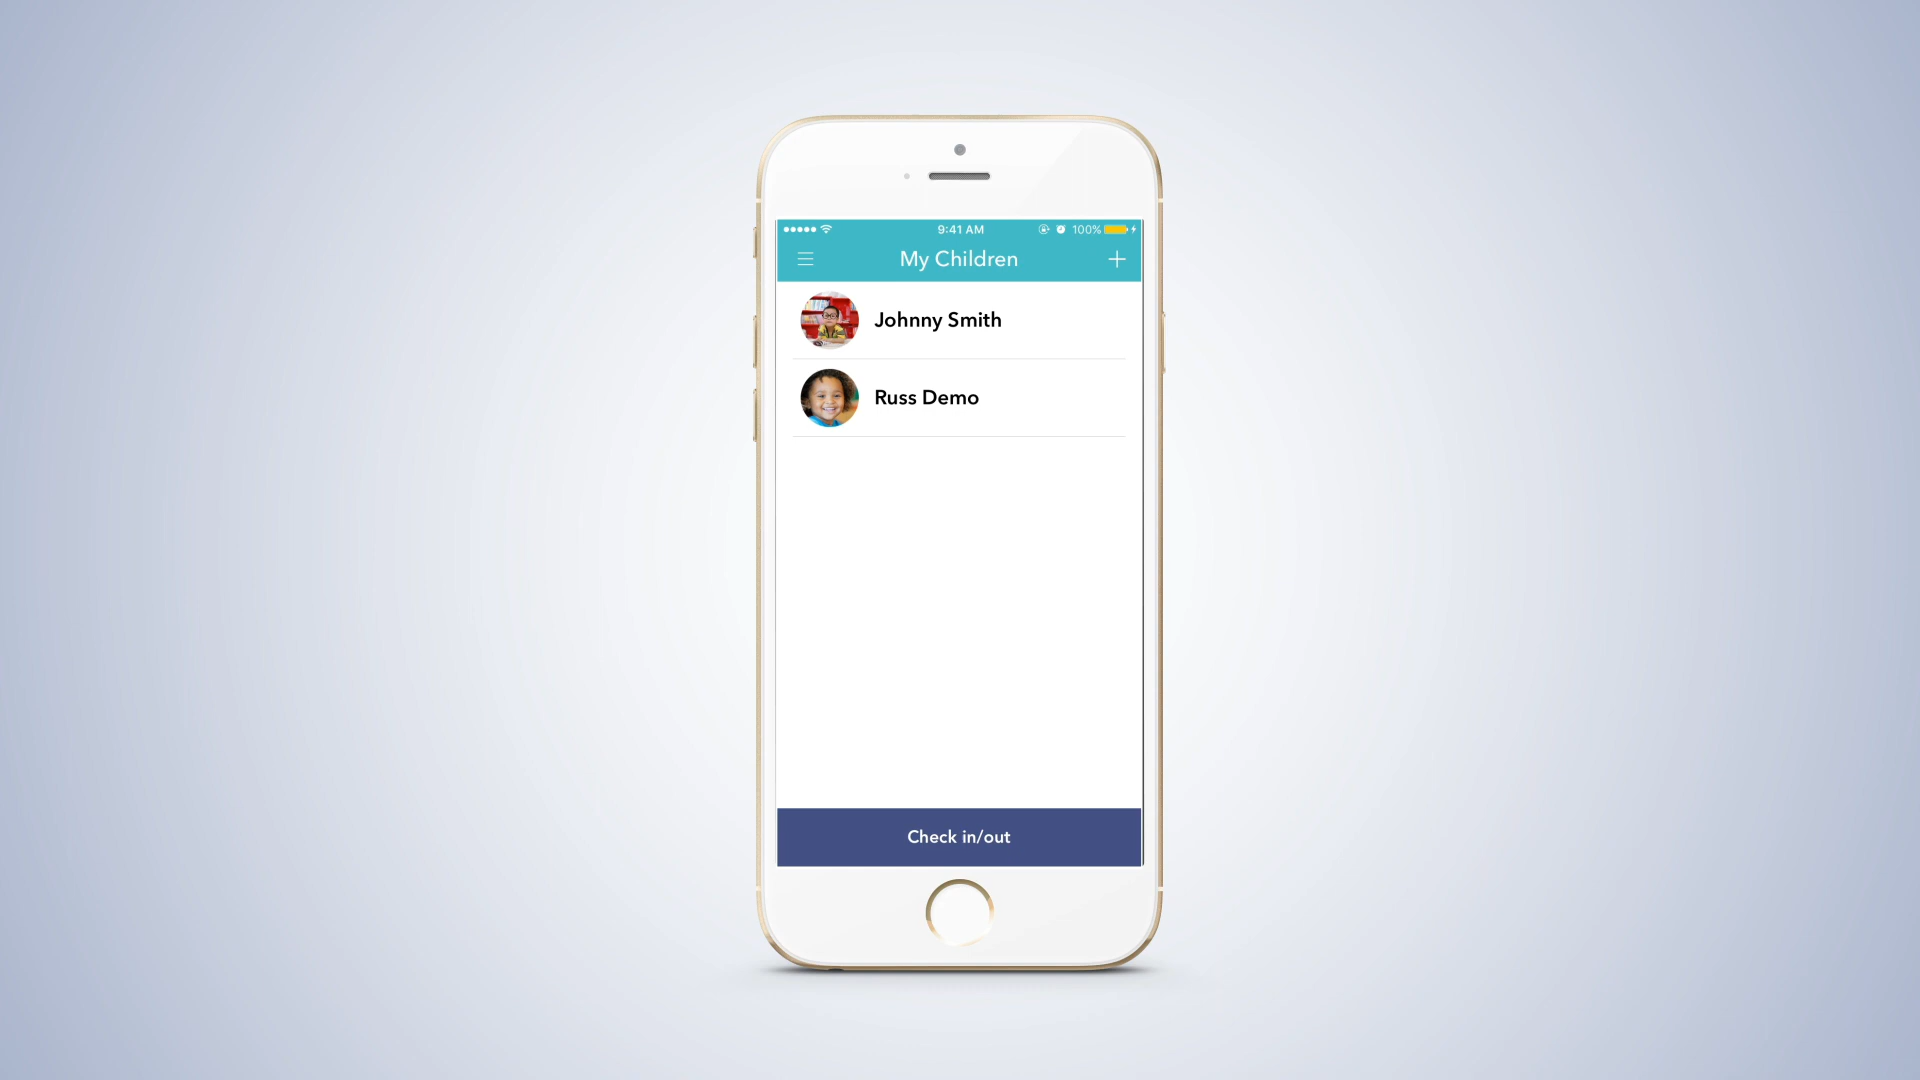 9:41 AM
100%
My Children
Johnny Smith
Russ Demo
Check in/out